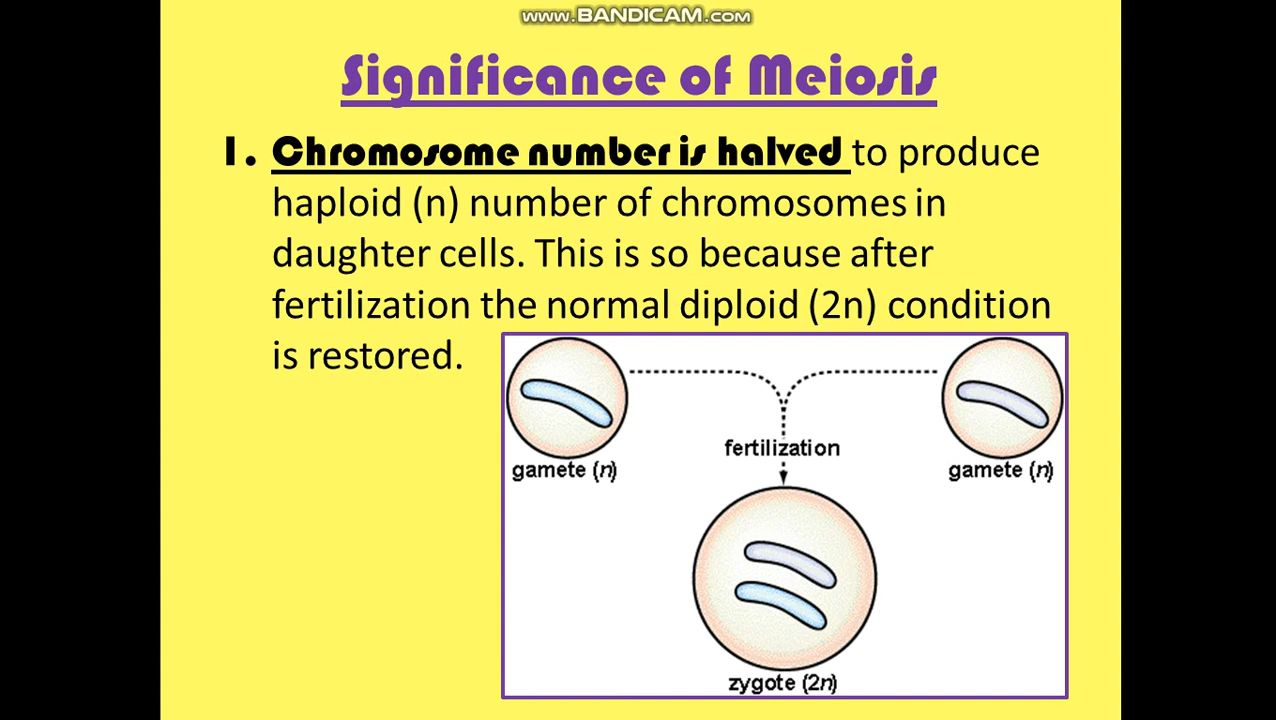 www.BANDICAM.com
Significance of Meiosis
1. Chromosome number is halved to produce
haploid (n) number of chromosomes in
daughter cells. This is so because after
fertilization the normal diploid (2n) condition
is restored.
fertilization
gamete (n)
gamete (n)
zygote (2n)